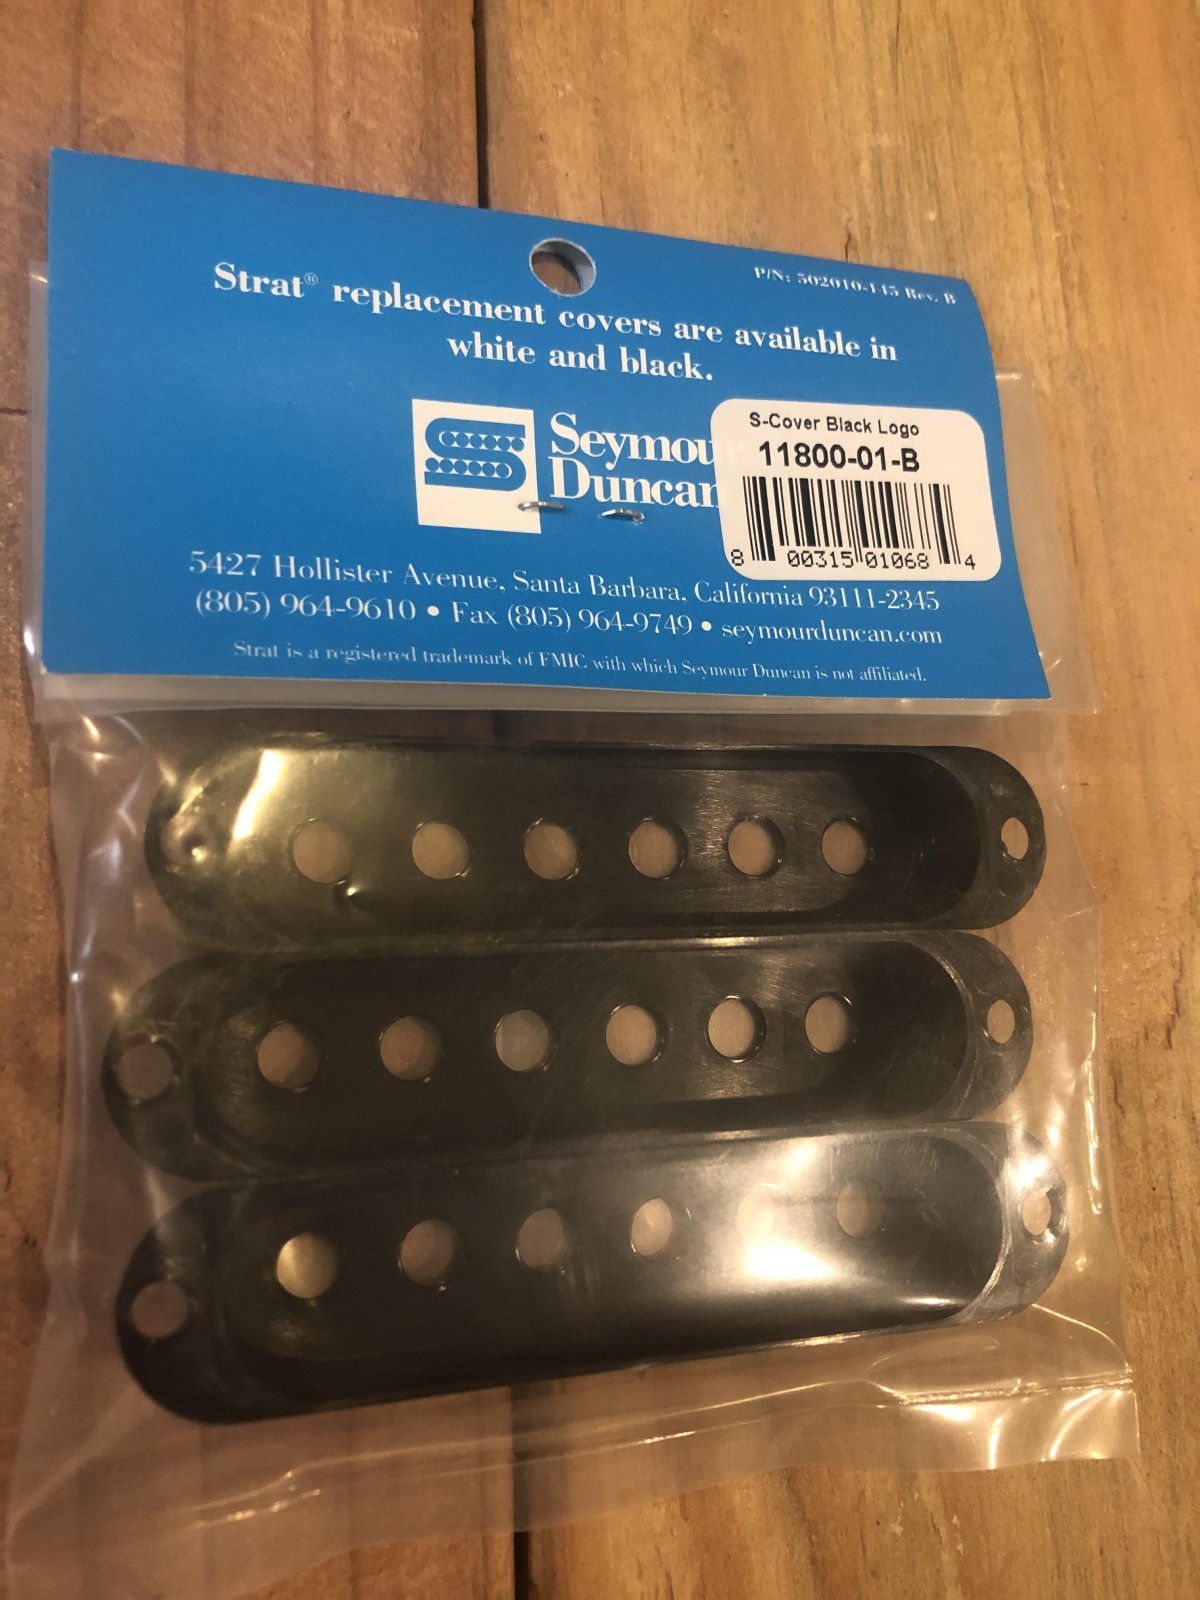 P/N: 502010-145 Rev. B
Strat® replacement covers are available in
white and black.
Seymour
Duncan
S-Cover Black Logo
11800-01-B
8 00315 01068 4
5427 Hollister Avenue, Santa Barbara, California 93111-2345
(805) 964-9610 • Fax (805) 964-9749 • seymourduncan.com
Strat is a registered trademark of FMIC with which Seymour Duncan is not affiliated.